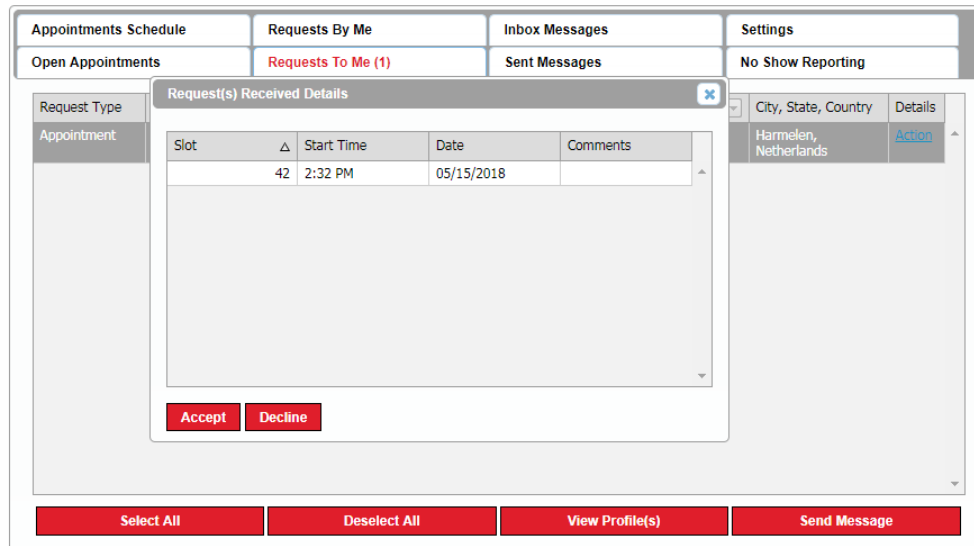 Appointments Schedule
Requests By Me
Inbox Messages
Settings
Open Appointments
Requests To Me (1)
Sent Messages
No Show Reporting
Request Type
City, State, Country
Details
Appointment
Harmelen,
Netherlands
Action
Request(s) Received Details
Slot
Start Time
Date
Comments
42
2:32 PM
05/15/2018
Accept
Decline
Select All
Deselect All
View Profile(s)
Send Message